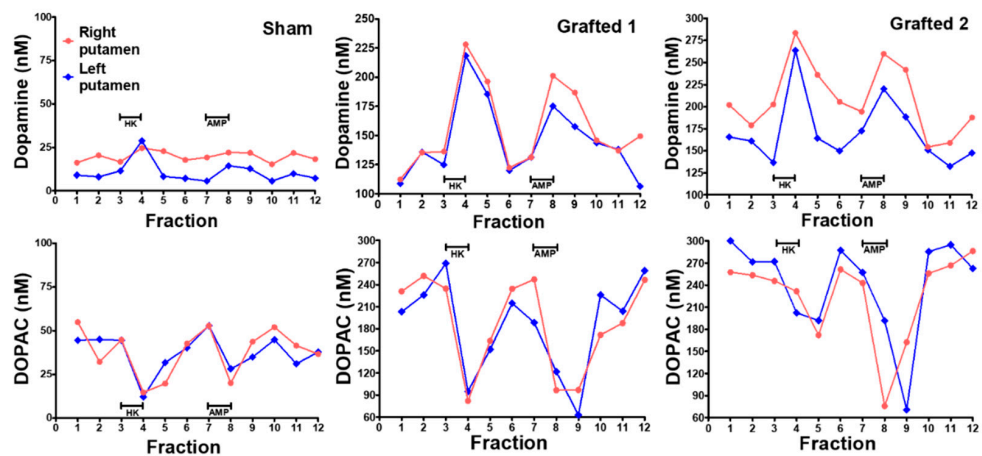 Sham
Right
putamen
Left
putamen
Dopamine (nM)
100
75
50
25
0
HK
AMP
0 1 2 3 4 5 6 7 8 9 10 11 12
Fraction
Grafted 1
Dopamine (nM)
250
225
200
175
150
125
100
HK
AMP
0 1 2 3 4 5 6 7 8 9 10 11 12
Fraction
Grafted 2
Dopamine (nM)
300
275
250
225
200
175
150
125
100
HK
AMP
0 1 2 3 4 5 6 7 8 9 10 11 12
Fraction
DOPAC (nM)
100
75
50
25
0
HK
AMP
0 1 2 3 4 5 6 7 8 9 10 11 12
Fraction
DOPAC (nM)
300
270
240
210
180
150
120
90
60
HK
AMP
0 1 2 3 4 5 6 7 8 9 10 11 12
Fraction
DOPAC (nM)
300
270
240
210
180
150
120
90
60
HK
AMP
0 1 2 3 4 5 6 7 8 9 10 11 12
Fraction